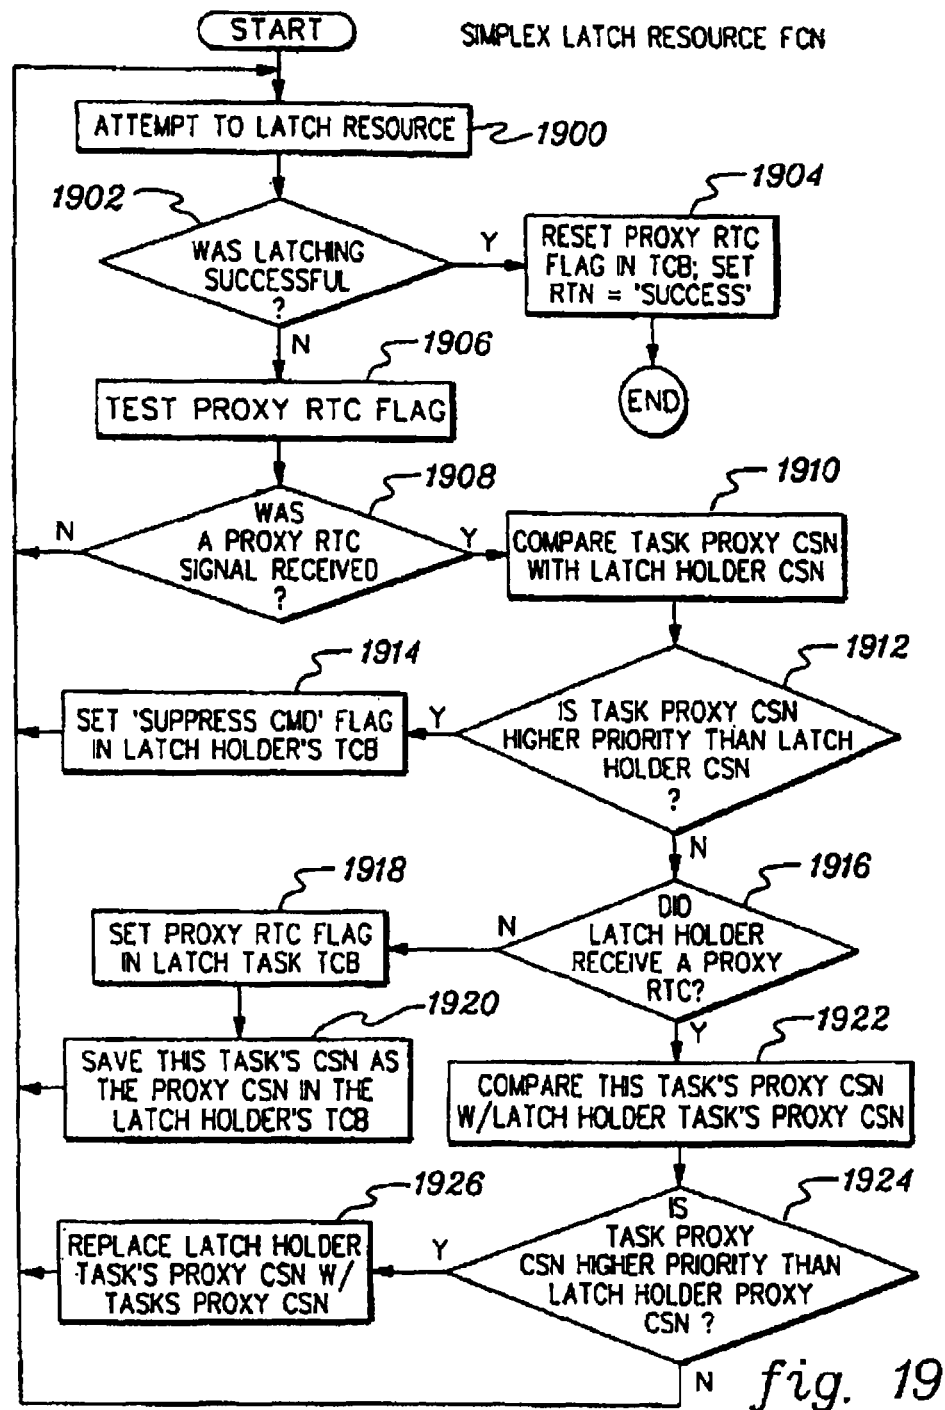 START
SIMPLEX LATCH RESOURCE FCN
ATTEMPT TO LATCH RESOURCE
1900
1902
WAS LATCHING
SUCCESSFUL
?
Y
N
1904
RESET PROXY RTC
FLAG IN TCB; SET
RTN = 'SUCCESS'
END
1906
TEST PROXY RTC FLAG
1908
WAS
A PROXY RTC
SIGNAL RECEIVED
?
N
Y
1910
COMPARE TASK PROXY CSN
WITH LATCH HOLDER CSN
1912
IS TASK PROXY CSN
HIGHER PRIORITY THAN LATCH
HOLDER CSN
?
Y
N
1914
SET 'SUPPRESS CMD' FLAG
IN LATCH HOLDER'S TCB
1916
DID
LATCH HOLDER
RECEIVE A PROXY
RTC?
N
Y
1918
SET PROXY RTC FLAG
IN LATCH TASK TCB
1920
SAVE THIS TASK'S CSN AS
THE PROXY CSN IN THE
LATCH HOLDER'S TCB
1922
COMPARE THIS TASK'S PROXY CSN
W/LATCH HOLDER TASK'S PROXY CSN
1924
IS
TASK PROXY
CSN HIGHER PRIORITY THAN
LATCH HOLDER PROXY
CSN ?
Y
N
1926
REPLACE LATCH HOLDER
TASK'S PROXY CSN W/
TASKS PROXY CSN
fig. 19